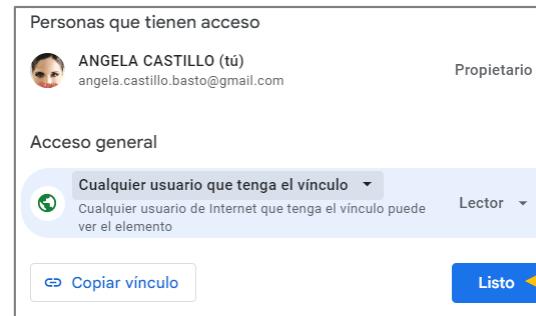 Personas que tienen acceso
ANGELA CASTILLO (tú)
angela.castillo.basto@gmail.com
Propietario
Acceso general
Cualquier usuario que tenga el vínculo
Cualquier usuario de Internet que tenga el vínculo puede
ver el elemento
Lector
Copiar vínculo
Listo